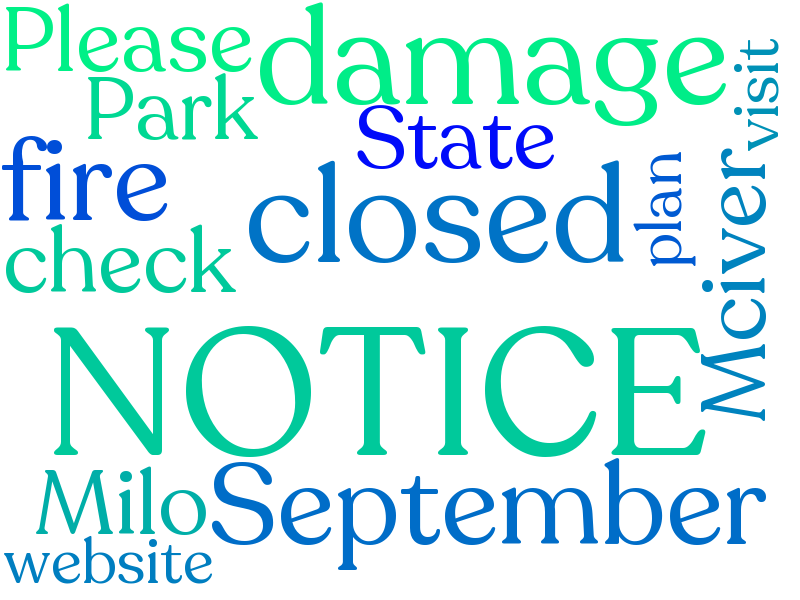 Please damage
Park
State
visit
fire
closed
plan
Mciver
check
NOTICE
Milo September
website